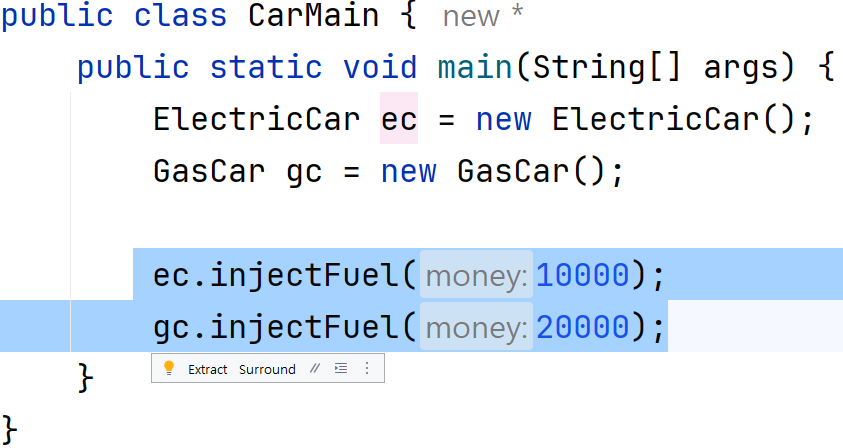 public class CarMain { new *
public static void main(String[] args) {
ElectricCar ec = new ElectricCar();
GasCar gc = new GasCar();
ec.injectFuel( money: 10000);
gc.injectFuel( money: 20000);
Extract Surround //
}
}